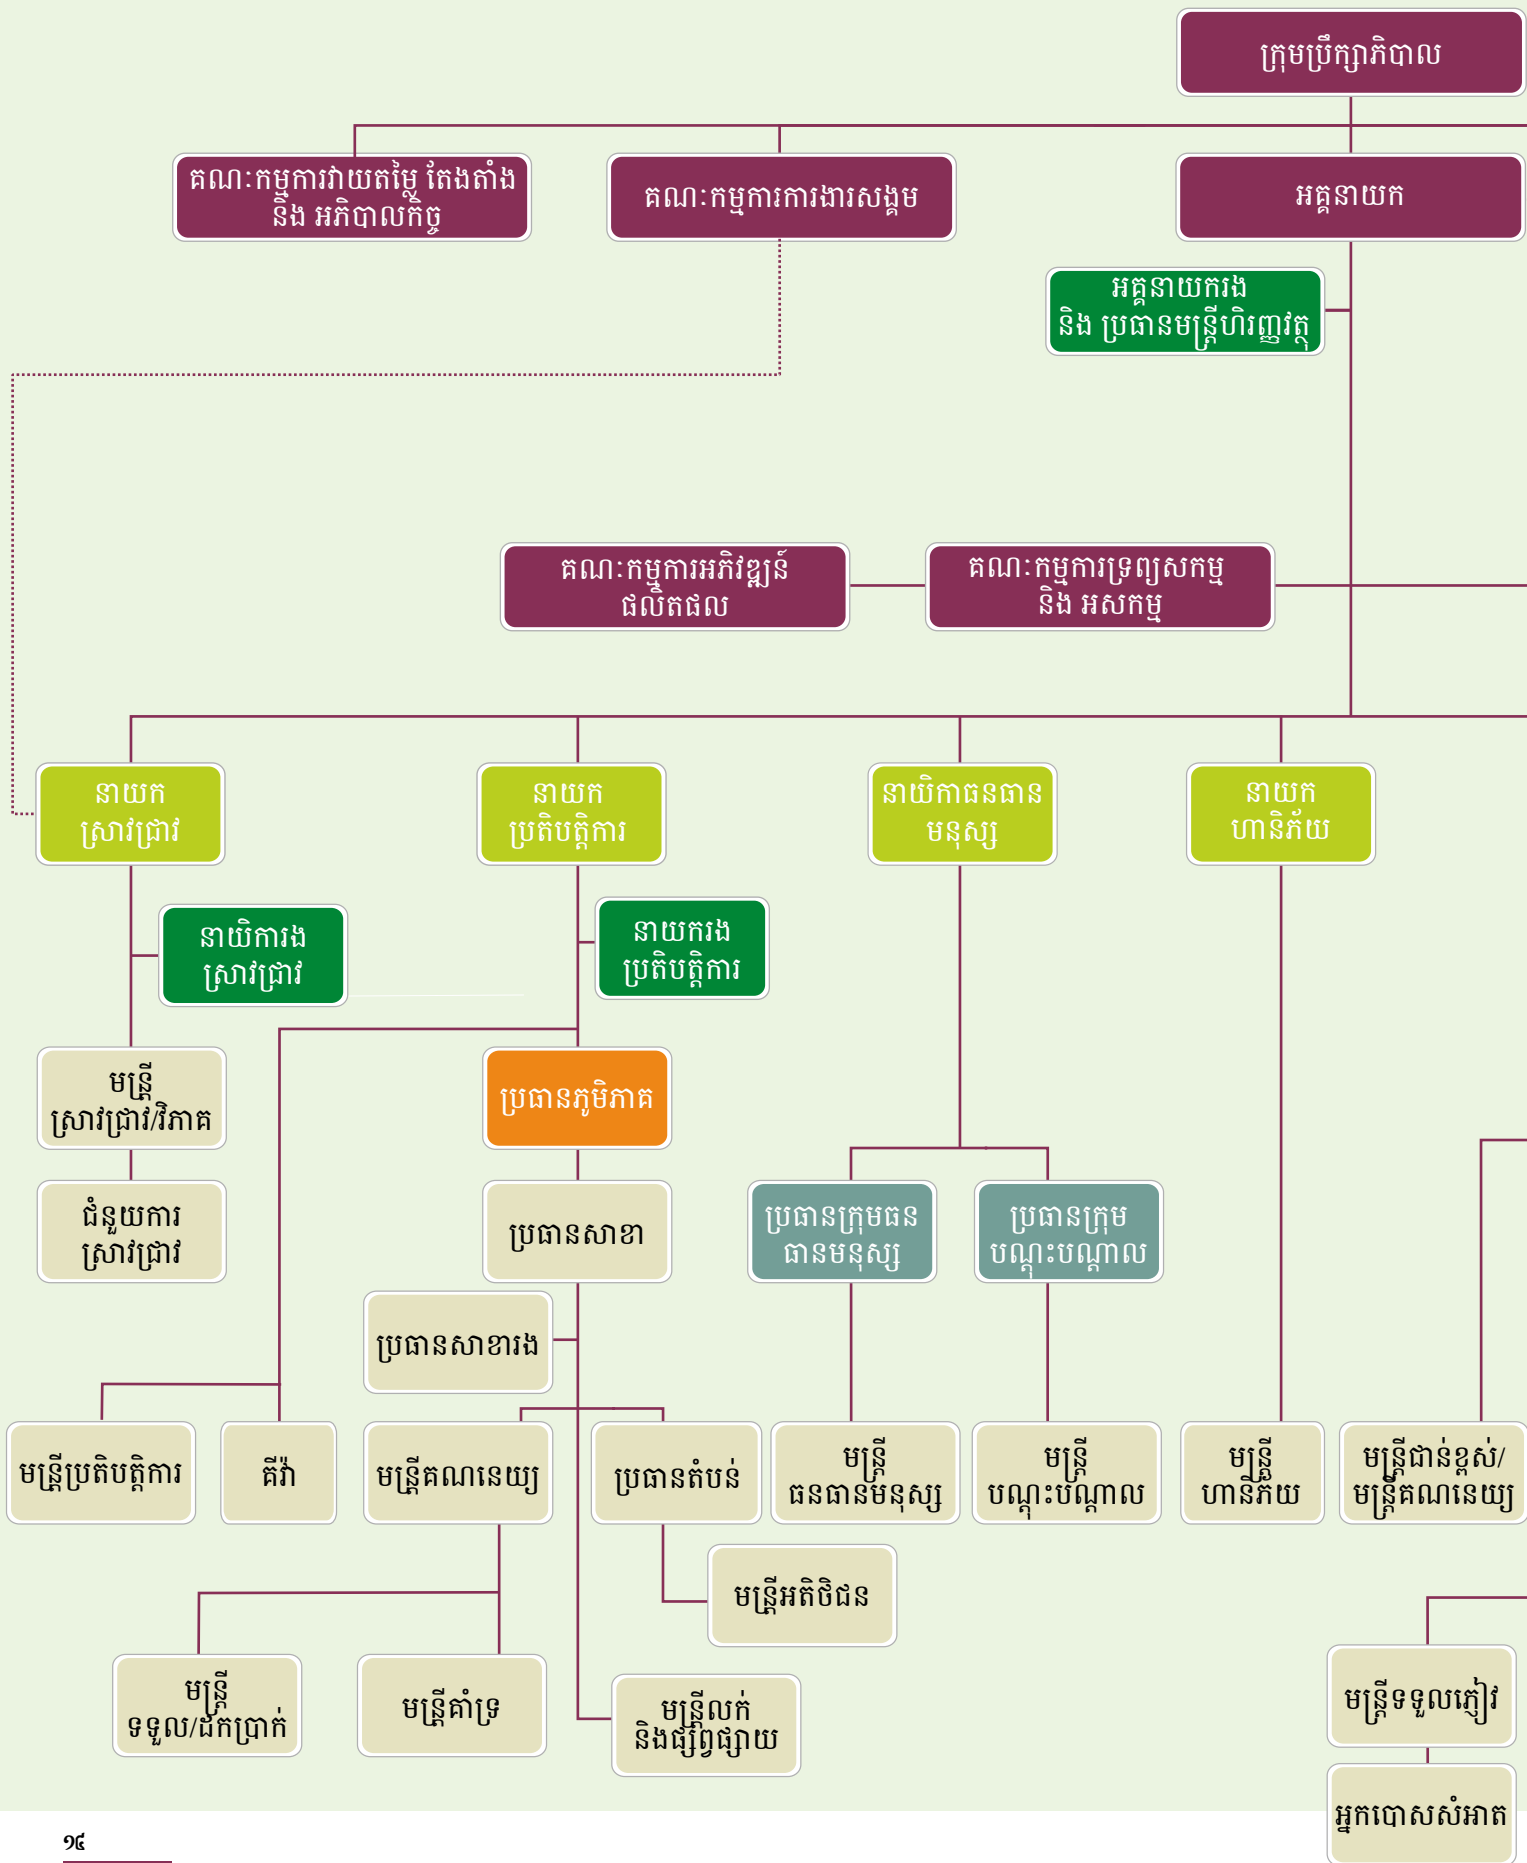 ក្រុមប្រឹក្សាភិបាល
គណៈកម្មការវាយតម្លៃ តែងតាំង
និង អភិបាលកិច្ច
គណៈកម្មការការងារសង្គម
អគ្គនាយក
អគ្គនាយករង
និង ប្រធានមន្ត្រីហិរញ្ញវត្ថុ
គណៈកម្មការអភិវឌ្ឍន៍
ផលិតផល
គណៈកម្មការទ្រព្យសកម្ម
និង អសកម្ម
នាយក
ស្រាវជ្រាវ
នាយក
ប្រតិបត្តិការ
នាយិកាធនធាន
មនុស្ស
នាយក
ហានិភ័យ
នាយិការង
ស្រាវជ្រាវ
នាយករង
ប្រតិបត្តិការ
មន្ត្រី
ស្រាវជ្រាវ/វិភាគ
ប្រធានភូមិភាគ
ជំនួយការ
ស្រាវជ្រាវ
ប្រធានសាខា
ប្រធានក្រុមធន
ធានមនុស្ស
ប្រធានក្រុម
បណ្តុះបណ្តាល
ប្រធានសាខារង
មន្ត្រីប្រតិបត្តិការ
គីវ៉ា
មន្ត្រីគណនេយ្យ
ប្រធានតំបន់
មន្ត្រី
ធនធានមនុស្ស
មន្ត្រី
បណ្តុះបណ្តាល
មន្ត្រី
ហានិភ័យ
មន្ត្រីជាន់ខ្ពស់/
មន្ត្រីគណនេយ្យ
មន្ត្រីអតិថិជន
មន្ត្រី
ទទួល/ដកប្រាក់
មន្ត្រីគាំទ្រ
មន្ត្រីលក់
និងផ្សព្វផ្សាយ
មន្ត្រីទទួលភ្ញៀវ
អ្នកបោសសំអាត
១៤